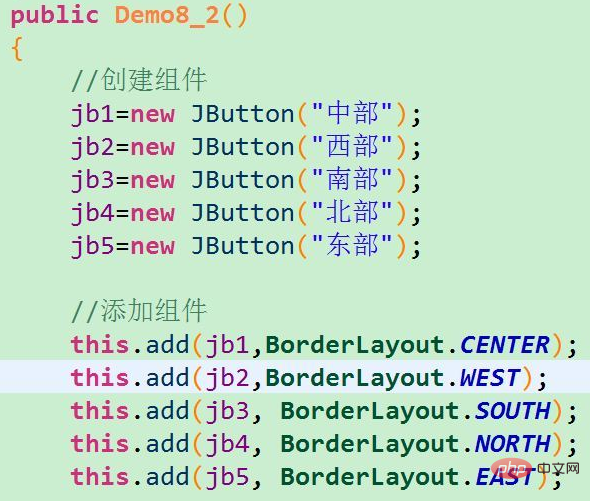 public Demo8_2()
{
//创建组件
jb1=new JButton("中部");
jb2=new JButton("西部");
jb3=new JButton("南部");
jb4=new JButton("北部");
jb5=new JButton("东部");
//添加组件
this.add(jb1,BorderLayout.CENTER);
this.add(jb2,BorderLayout.WEST);
this.add(jb3, BorderLayout.SOUTH);
this.add(jb4, BorderLayout.NORTH);
this.add(jb5, BorderLayout.EAST);
php 中文网